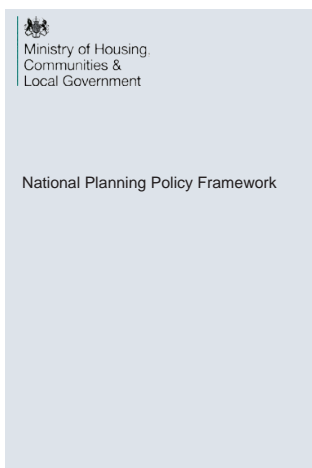 Ministry of Housing,
Communities &
Local Government
National Planning Policy Framework